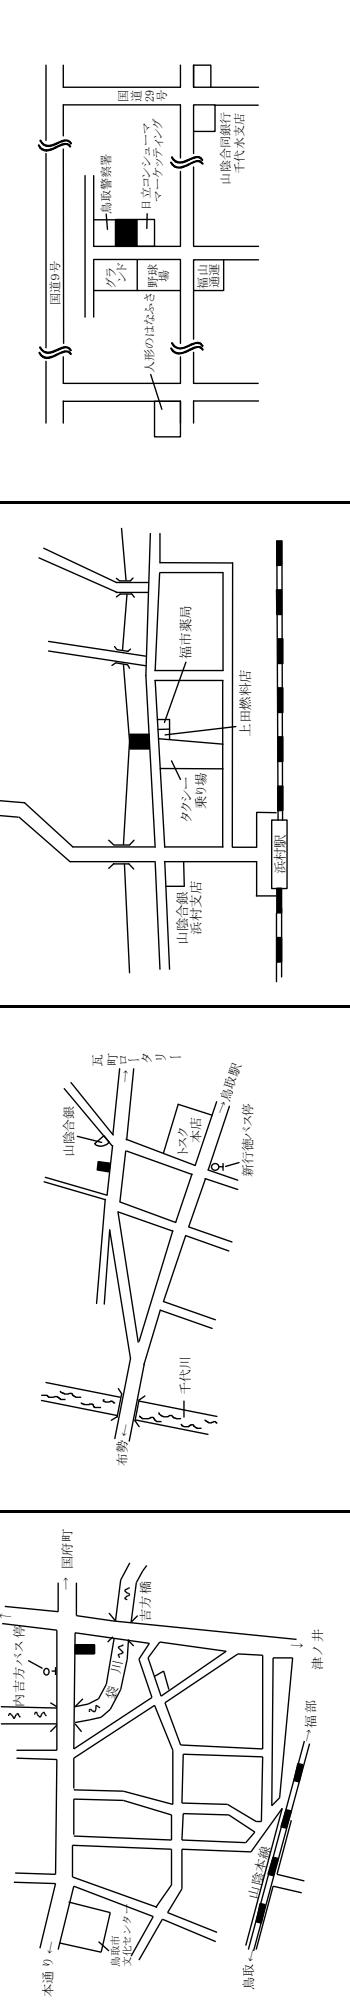 国道9号
国道
29号
鳥取警察署
日立コンシューマ
マーケッティング
山陰合同銀行
千代水支店
グラ
ンド
野球
場
福山
通運
人形のはなふさ
福市薬局
上田燃料店
タクシー
乗り場
山陰合銀
浜村支店
浜村駅
瓦町ロータリー
→
山陰合銀
トスク
本店
→鳥取駅
新行徳バス停
千代川
布勢←
→国府町
内吉方バス停
吉方橋
袋川
津ノ井
→福部
山陰本線
鳥取←
本通り←
鳥取市
文化センター